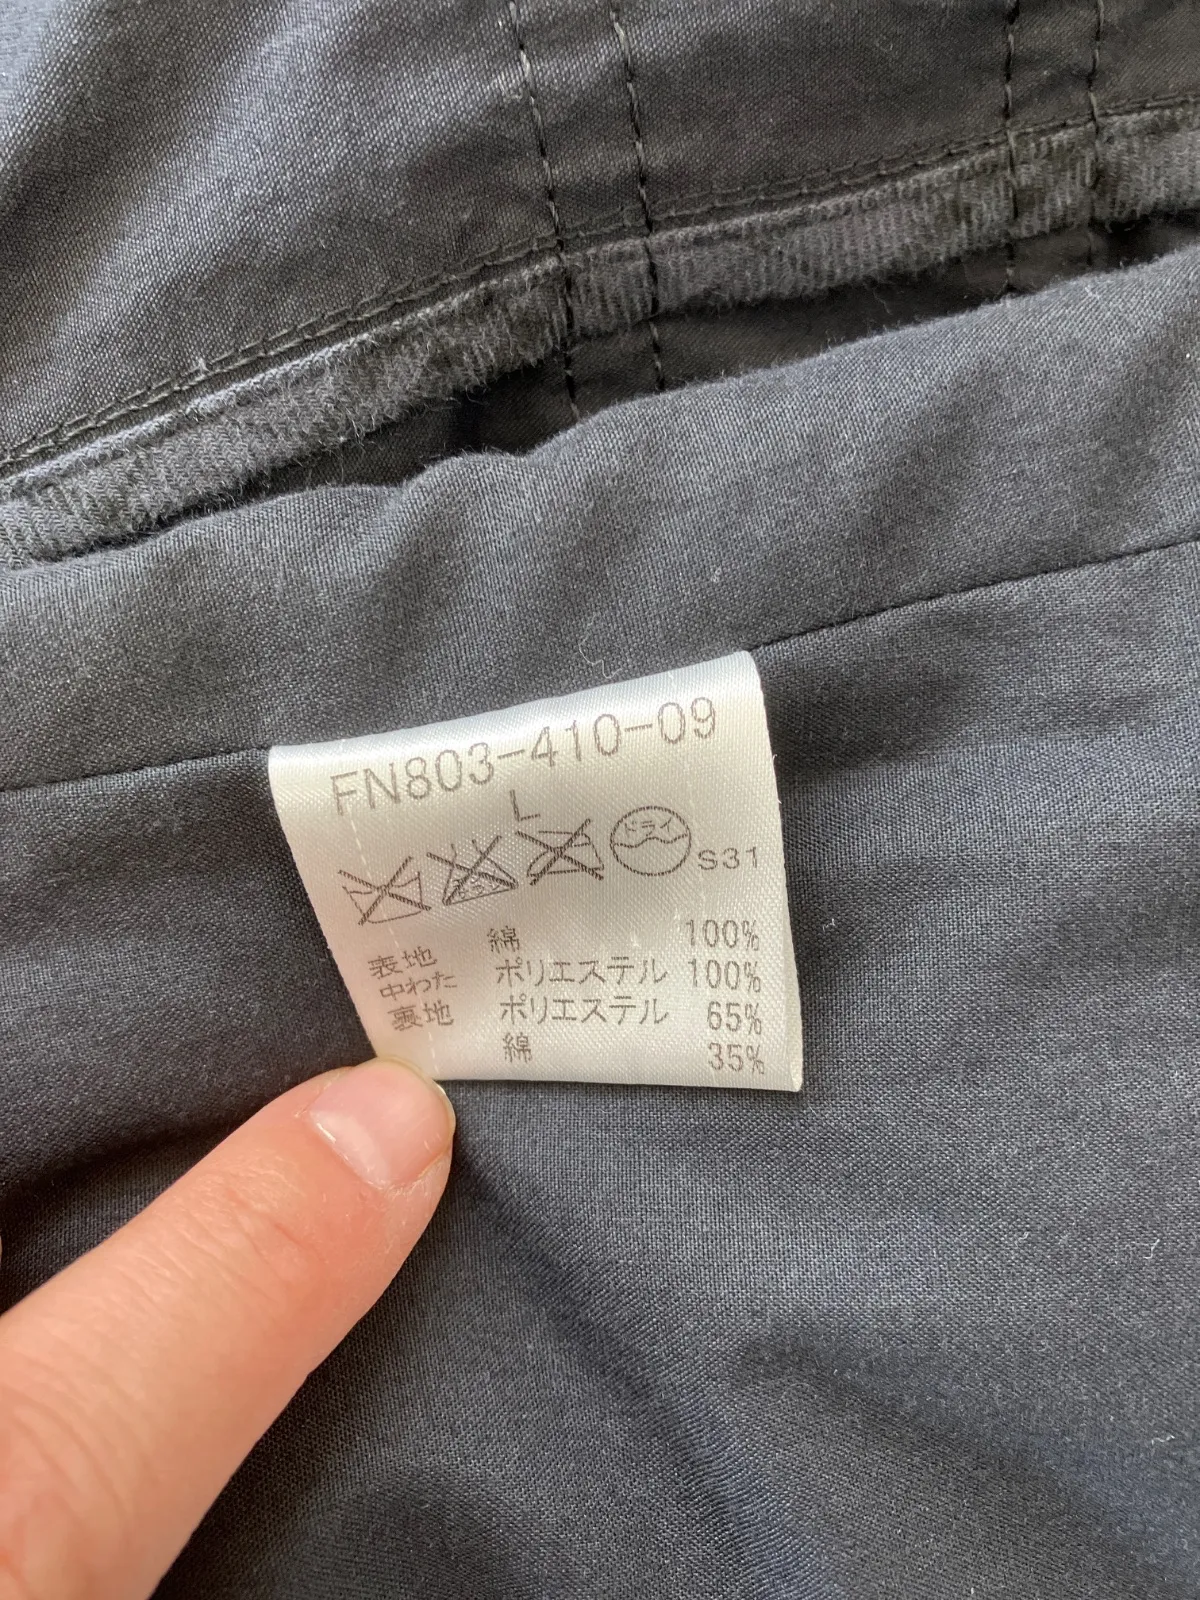 FN803-410-09
L
ドライ S31
綿 100%
表地
中わた ポリエステル 100%
裏地 ポリエステル 65%
綿 35%